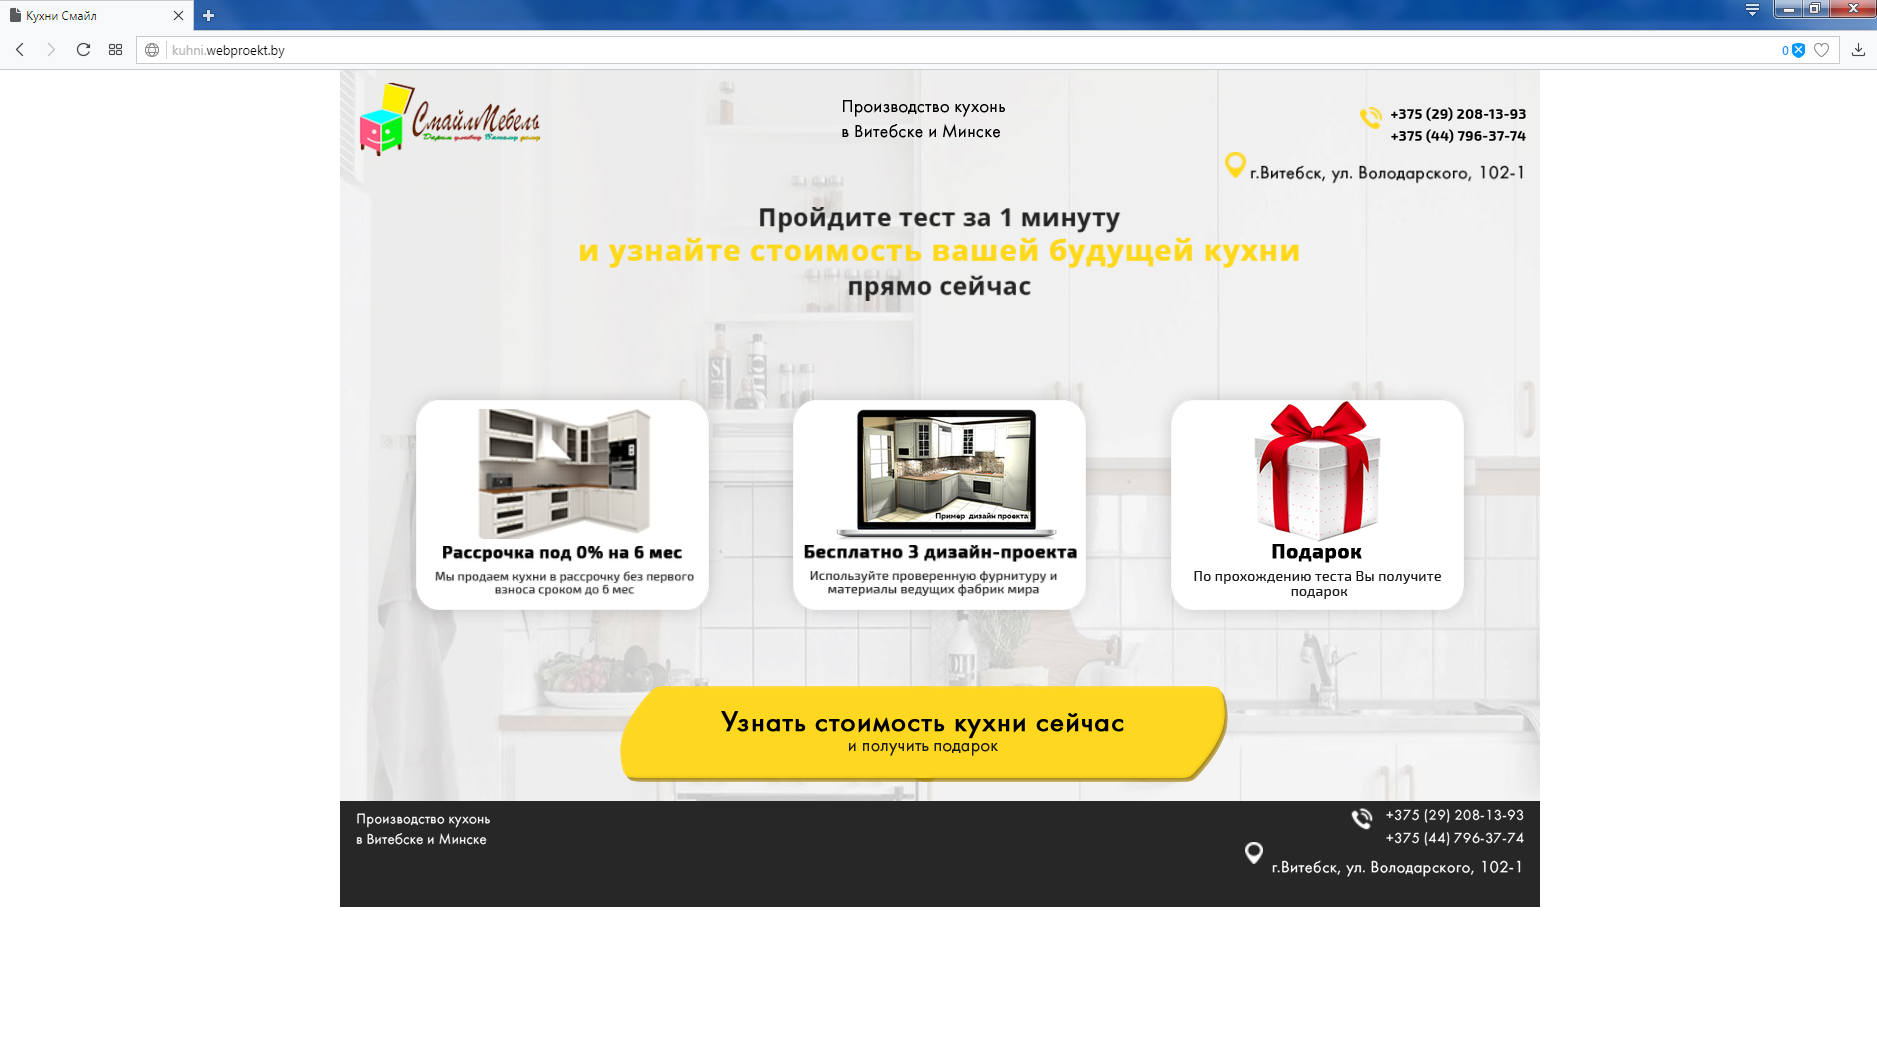 Кухни Смайл
kuhni.webproekt.by
0
СмайлМебель
Дарим улыбку Вашему дому
Производство кухонь
в Витебске и Минске
+375 (29) 208-13-93
+375 (44) 796-37-74
г.Витебск, ул. Володарского, 102-1
Пройдите тест за 1 минуту
и узнайте стоимость вашей будущей кухни
прямо сейчас
Рассрочка под 0% на 6 мес
Мы продаем кухни в рассрочку без первого
взноса сроком до 6 мес
Пример дизайн проекта
Бесплатно 3 дизайн-проекта
Используйте проверенную фурнитуру и
материалы ведущих фабрик мира
Подарок
По прохождению теста Вы получите
подарок
Узнать стоимость кухни сейчас
и получить подарок
Производство кухонь
в Витебске и Минске
+375 (29) 208-13-93
+375 (44) 796-37-74
г.Витебск, ул. Володарского, 102-1